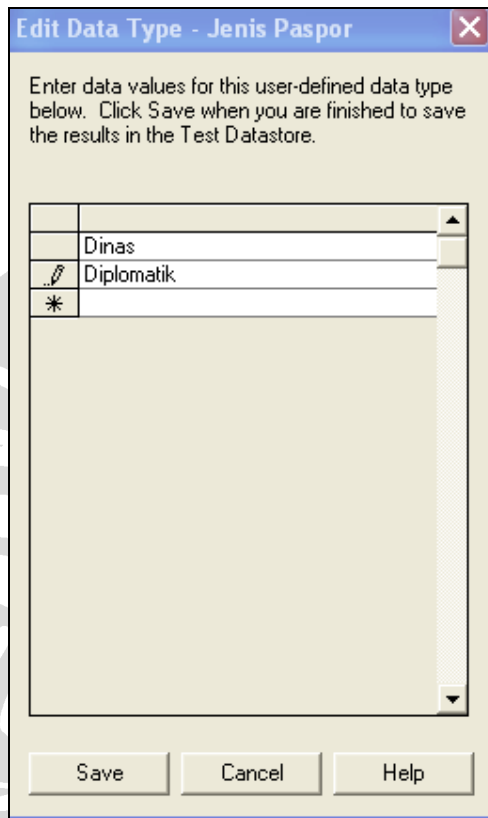 Edit Data Type - Jenis Paspor
Enter data values for this user-defined data type
below. Click Save when you are finished to save
the results in the Test Datastore.
Dinas
Diplomatik
Save
Cancel
Help